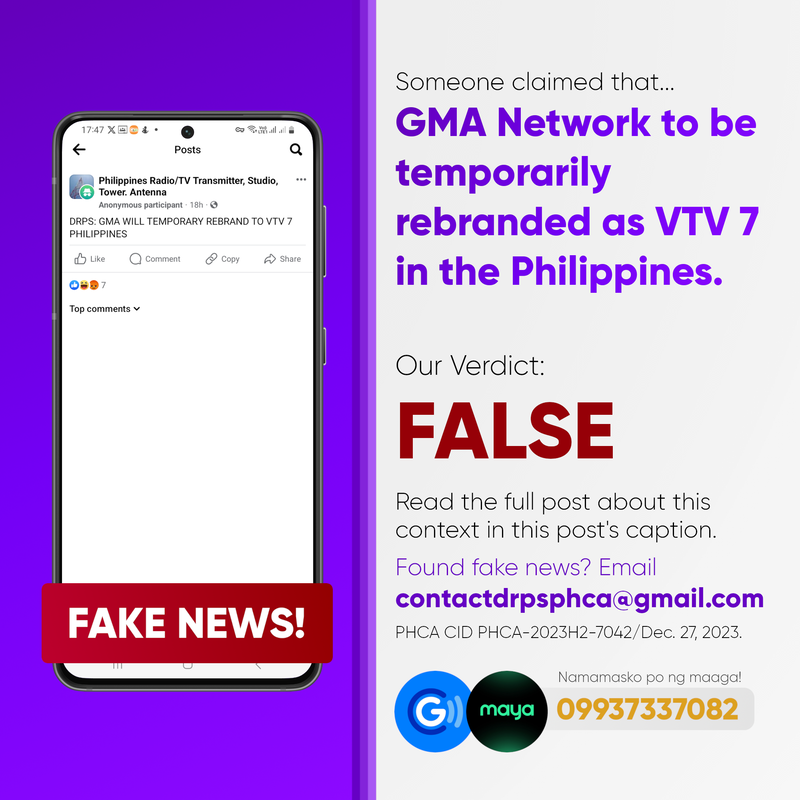 17:47
Posts
Philippines Radio/TV Transmitter, Studio,
Tower. Antenna
Anonymous participant · 18h ·
DRPS: GMA WILL TEMPORARY REBRAND TO VTV 7
PHILIPPINES
Like Comment Copy Share
7
Top comments
FAKE NEWS!
Someone claimed that...
GMA Network to be
temporarily
rebranded as VTV 7
in the Philippines.
Our Verdict:
FALSE
Read the full post about this
context in this post's caption.
Found fake news? Email
contactdrpsphca@gmail.com
PHCA CID PHCA-2023H2-7042/Dec. 27, 2023.
Namamasko po ng maaga!
G maya 09937337082